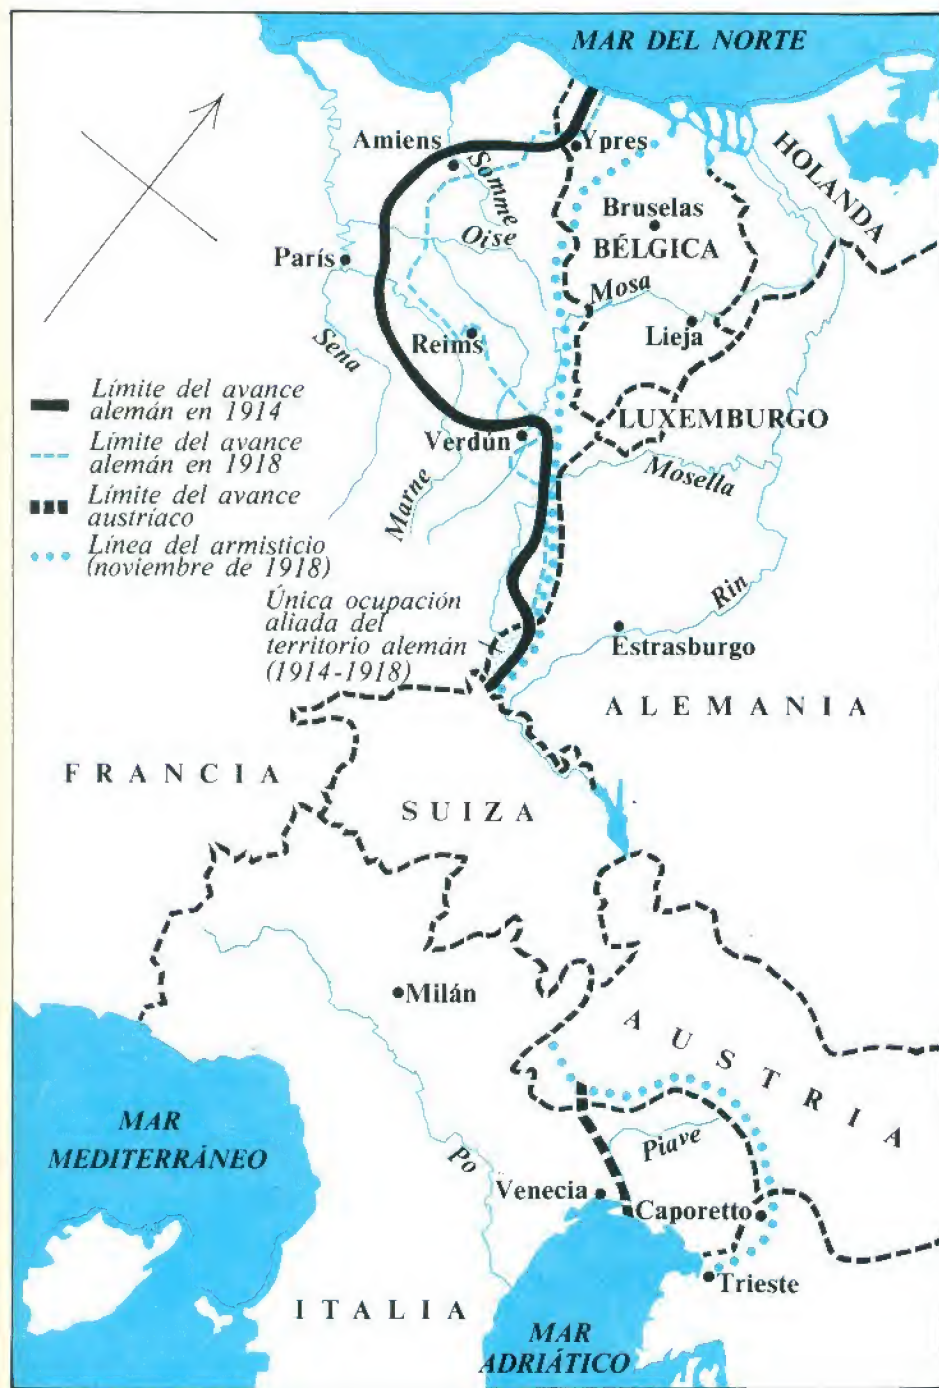 MAR DEL NORTE
Amiens
Ypres
HOLANDA
Somme
Bruselas
Oise
BÉLGICA
París
Mosa
Lieja
Reims
Sena
Límite del avance
alemán en 1914
LUXEMBURGO
Verdún
Límite del avance
alemán en 1918
Mosella
Marne
Límite del avance
austríaco
Línea del armisticio
(noviembre de 1918)
Única ocupación
aliada del
territorio alemán
(1914-1918)
Rin
Estrasburgo
ALEMANIA
FRANCIA
SUIZA
Milán
AUSTRIA
MAR
MEDITERRÁNEO
Piave
Po
Venecia
Caporetto
Trieste
ITALIA
MAR
ADRIÁTICO